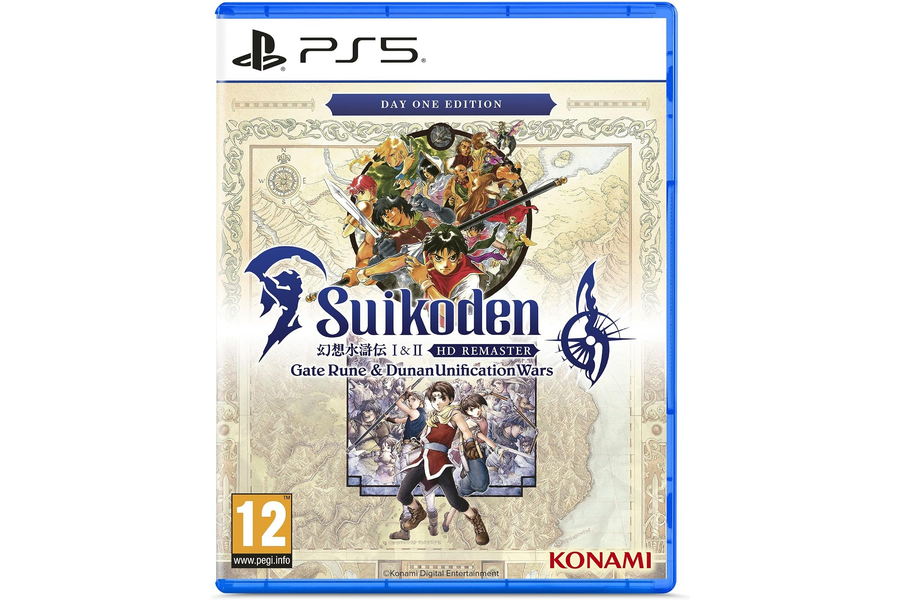 PS5
DAY ONE EDITION
N
W E
Suikoden
幻想水滸伝 I & II HD REMASTER
Gate Rune & Dunan Unification Wars
12
www.pegi.info
KONAMI
©Konami Digital Entertainment